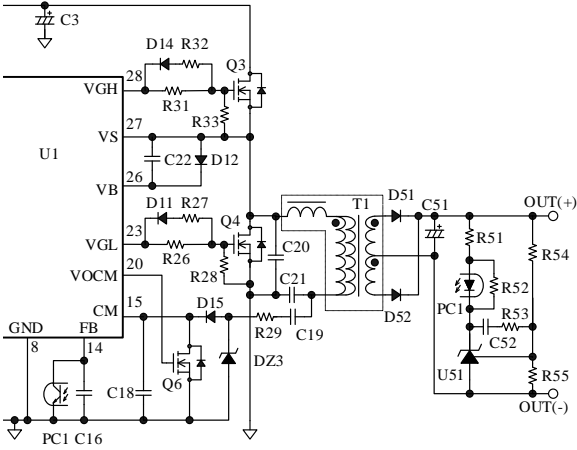 C3
D14 R32
Q3
28
VGH
R31
R33
27
VS
U1
C22
D12
26
VB
D11 R27
Q4
T1
D51
C51
OUT(+)
23
VGL
R26
R28
C20
R51
R54
20
VOCM
C21
PC1
R52
15
CM
D15
R29
C19
D52
R53
C52
GND
FB
8
14
Q6
DZ3
U51
R55
C18
OUT(-)
PC1 C16